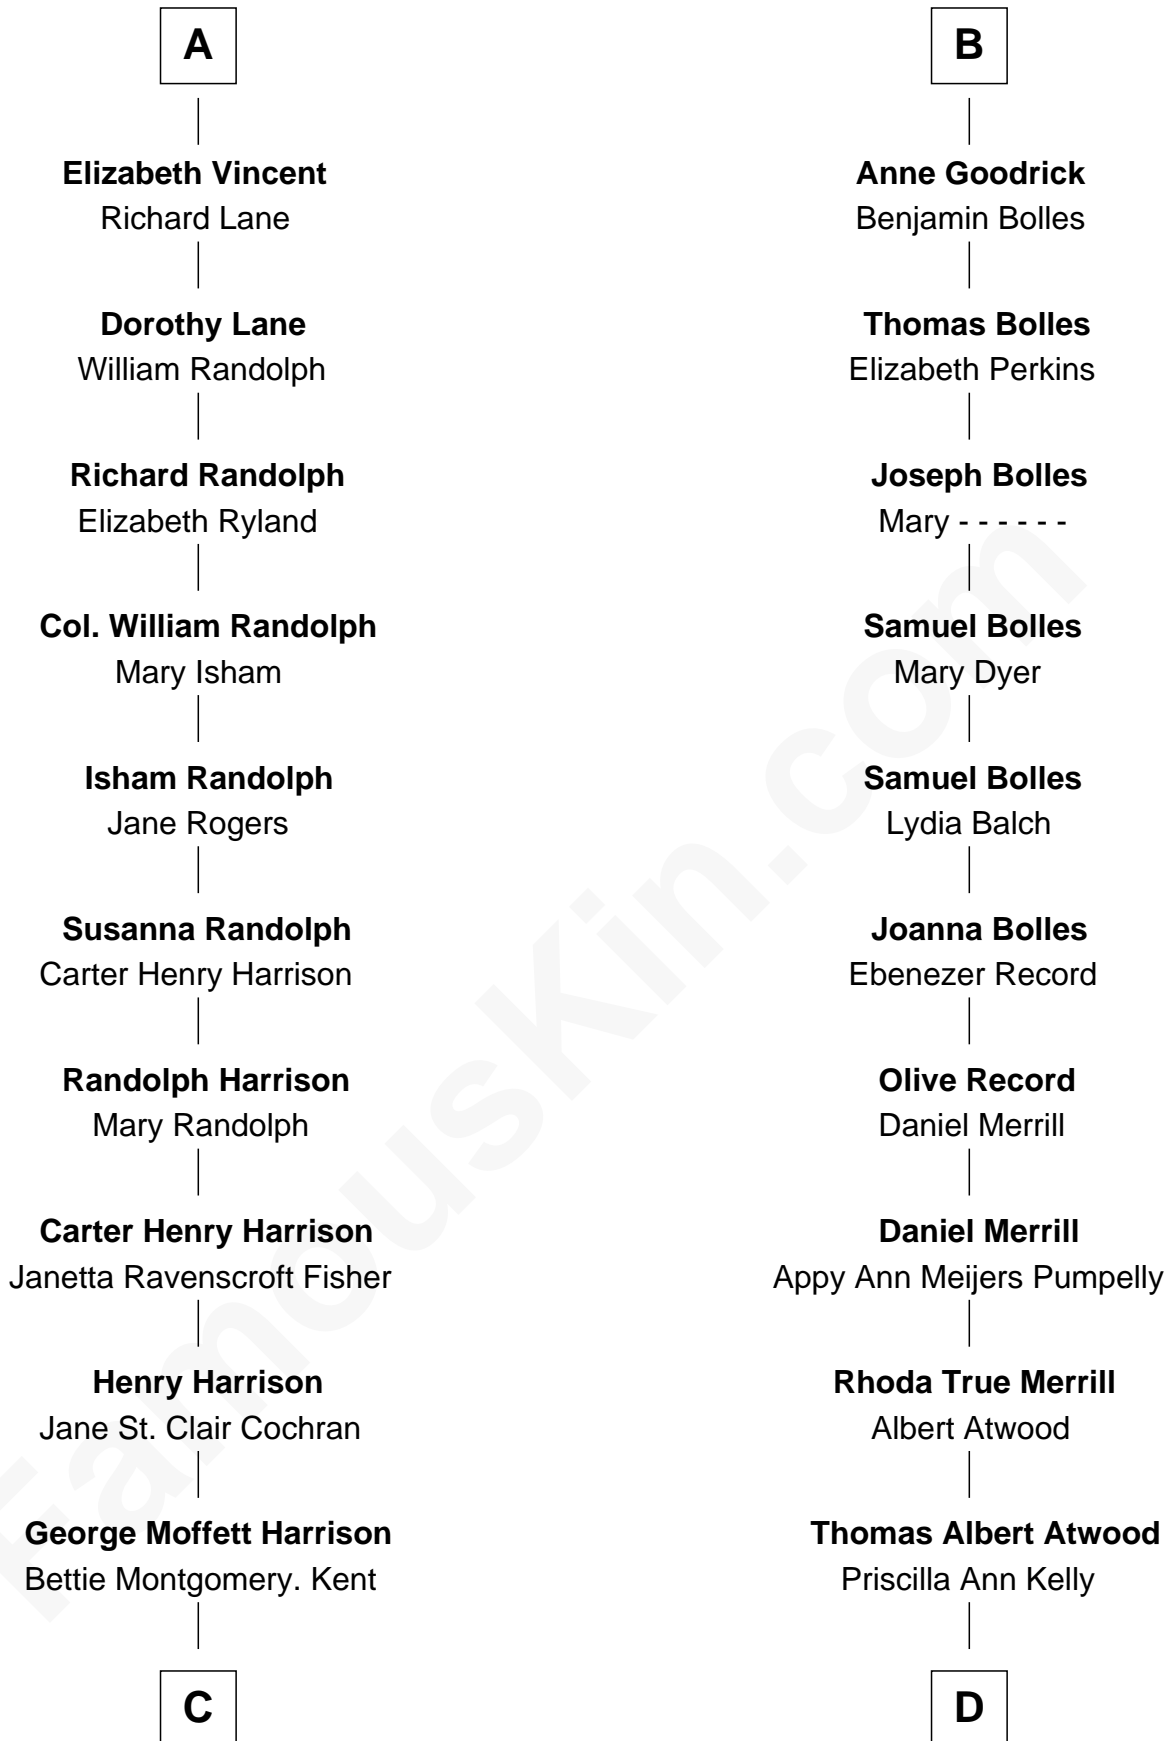 A
Elizabeth Vincent
Richard Lane
Dorothy Lane
William Randolph
Richard Randolph
Elizabeth Ryland
Col. William Randolph
Mary Isham
Isham Randolph
Jane Rogers
Susanna Randolph
Carter Henry Harrison
Randolph Harrison
Mary Randolph
Carter Henry Harrison
Janetta Ravenscroft Fisher
Henry Harrison
Jane St. Clair Cochran
George Moffett Harrison
Bettie Montgomery. Kent
C
B
Anne Goodrick
Benjamin Bolles
Thomas Bolles
Elizabeth Perkins
Joseph Bolles
Mary - - - - - -
Samuel Bolles
Mary Dyer
Samuel Bolles
Lydia Balch
Joanna Bolles
Ebenezer Record
Olive Record
Daniel Merrill
Daniel Merrill
Appy Ann Meijers Pumpelly
Rhoda True Merrill
Albert Atwood
Thomas Albert Atwood
Priscilla Ann Kelly
D
FamousKin.com